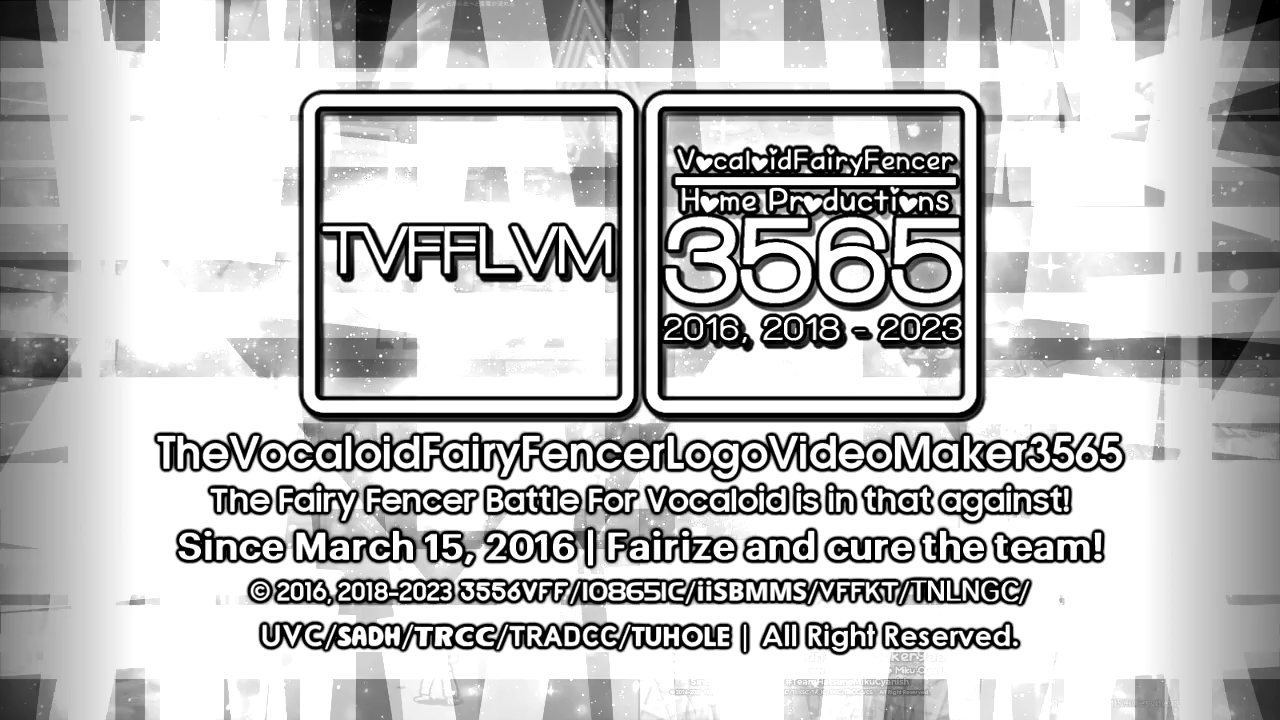 TVFFLVM
VocaloidFairyFencer
Home Productions
3565
2016, 2018 - 2023
TheVocaloidFairyFencerLogoVideoMaker3565
The Fairy Fencer Battle For Vocaloid is in that against!
Since March 15, 2016 | Fairize and cure the team!
© 2016, 2018-2023 3556VFF/IO865IC/iiSBMMS/VFFKT/TNLNGC/
UVC/SADH/TRCC/TRADCC/TUHOLE | All Right Reserved.